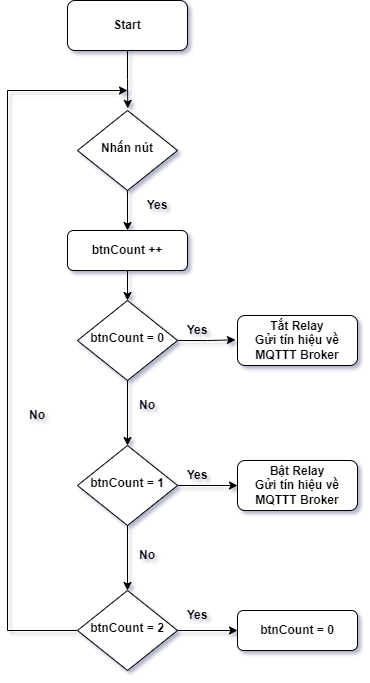 Start
Nhấn nút
Yes
btnCount ++
btnCount = 0
Yes
Tắt Relay
Gửi tín hiệu về
MQTTT Broker
No
No
btnCount = 1
Yes
Bật Relay
Gửi tín hiệu về
MQTTT Broker
No
btnCount = 2
Yes
btnCount = 0